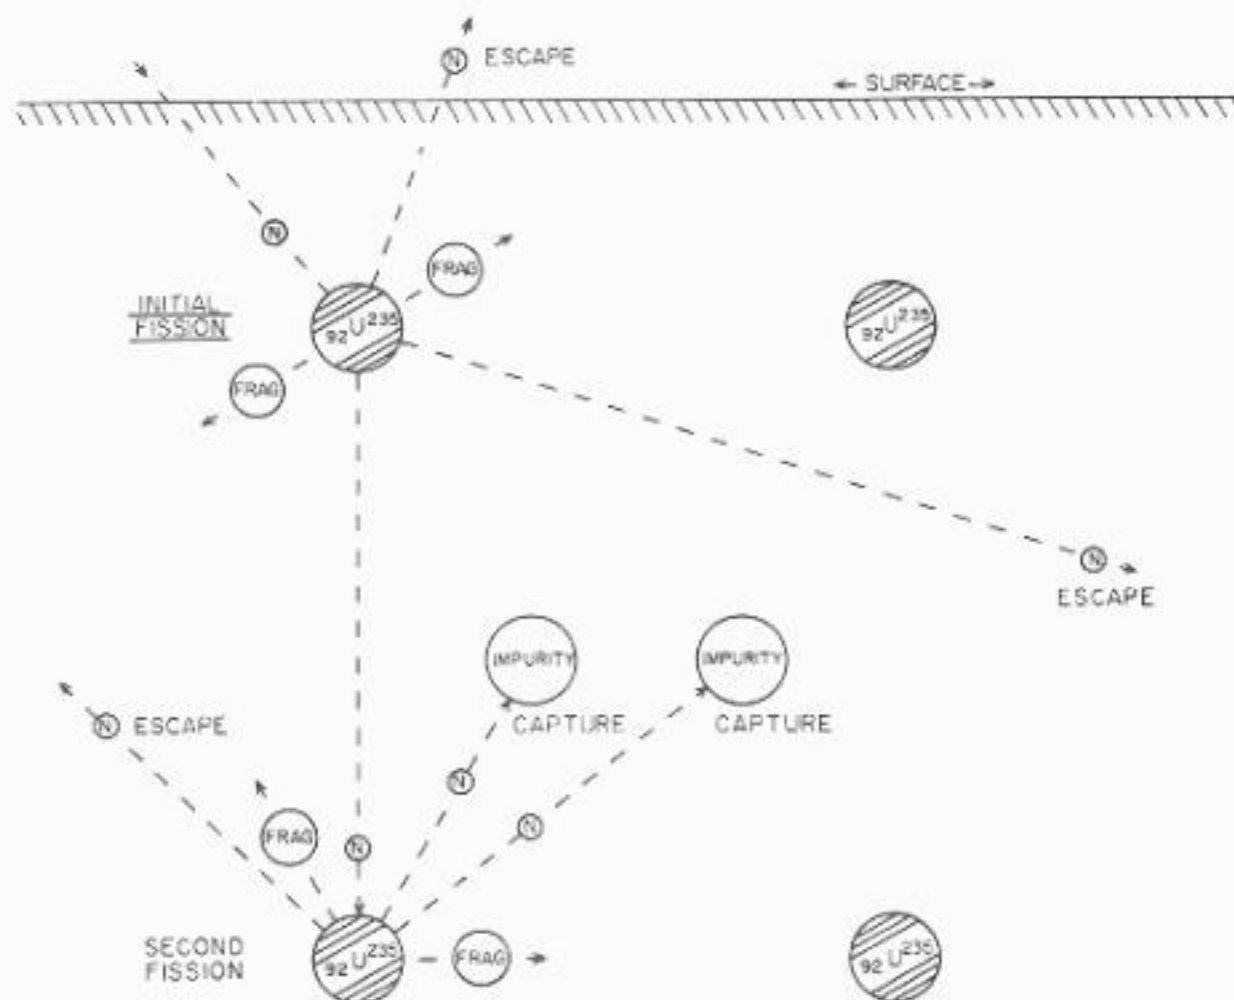 N ESCAPE
← SURFACE →
N
FRAG
INITIAL
FISSION
₉₂U²³⁵
₉₂U²³⁵
FRAG
N
ESCAPE
IMPURITY
IMPURITY
N ESCAPE
CAPTURE
CAPTURE
N
N
FRAG
N
SECOND
FISSION
₉₂U²³⁵
FRAG
₉₂U²³⁵